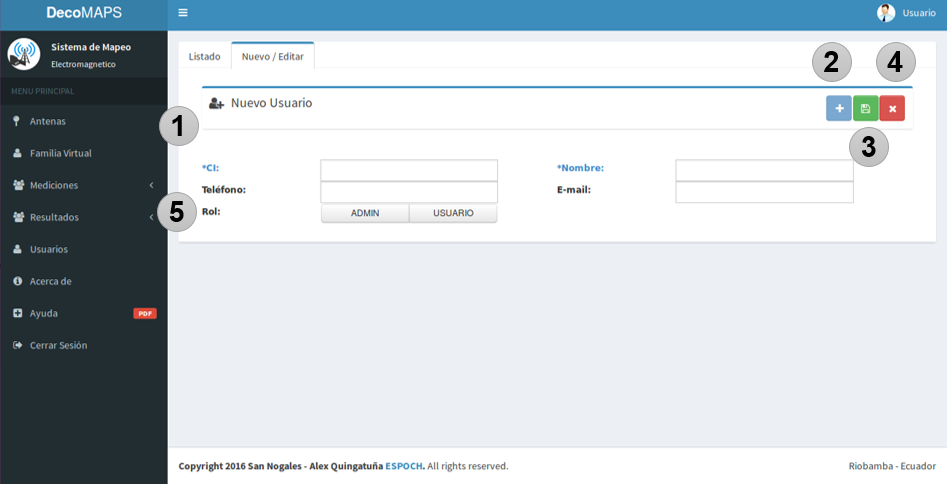 DecoMAPS
Usuario
Sistema de Mapeo
Electromagnetico
MENU PRINCIPAL
Antenas
Familia Virtual
Mediciones
Resultados
Usuarios
Acerca de
Ayuda PDF
Cerrar Sesión
Listado Nuevo / Editar
2 4
Nuevo Usuario
1
3
*CI: *Nombre:
Teléfono: E-mail:
5 Rol: ADMIN USUARIO
Copyright 2016 San Nogales - Alex Quingatuña ESPOCH. All rights reserved. Riobamba - Ecuador